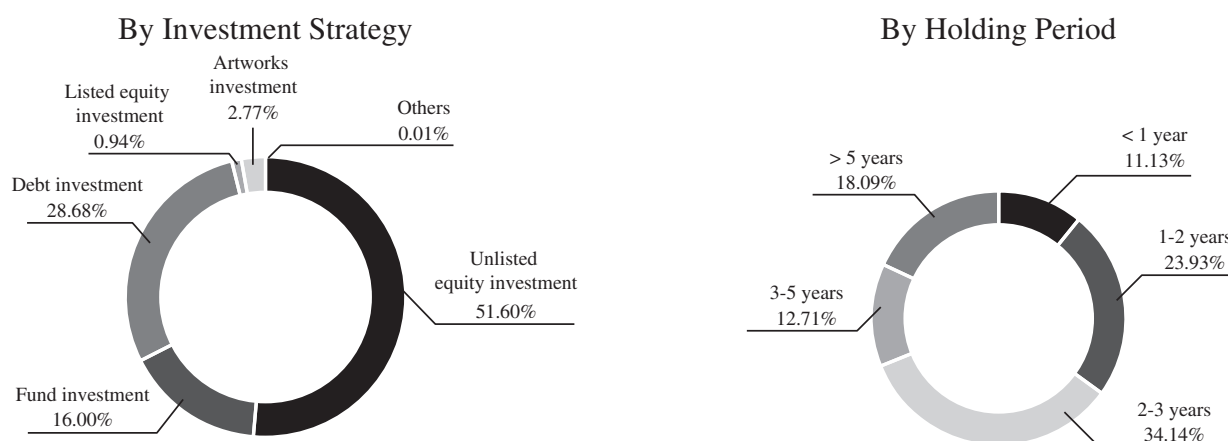 By Investment Strategy
Artworks
investment
2.77%
Listed equity
investment
0.94%
Others
0.01%
Debt investment
28.68%
Unlisted
equity investment
51.60%
Fund investment
16.00%
By Holding Period
< 1 year
11.13%
> 5 years
18.09%
1-2 years
23.93%
3-5 years
12.71%
2-3 years
34.14%